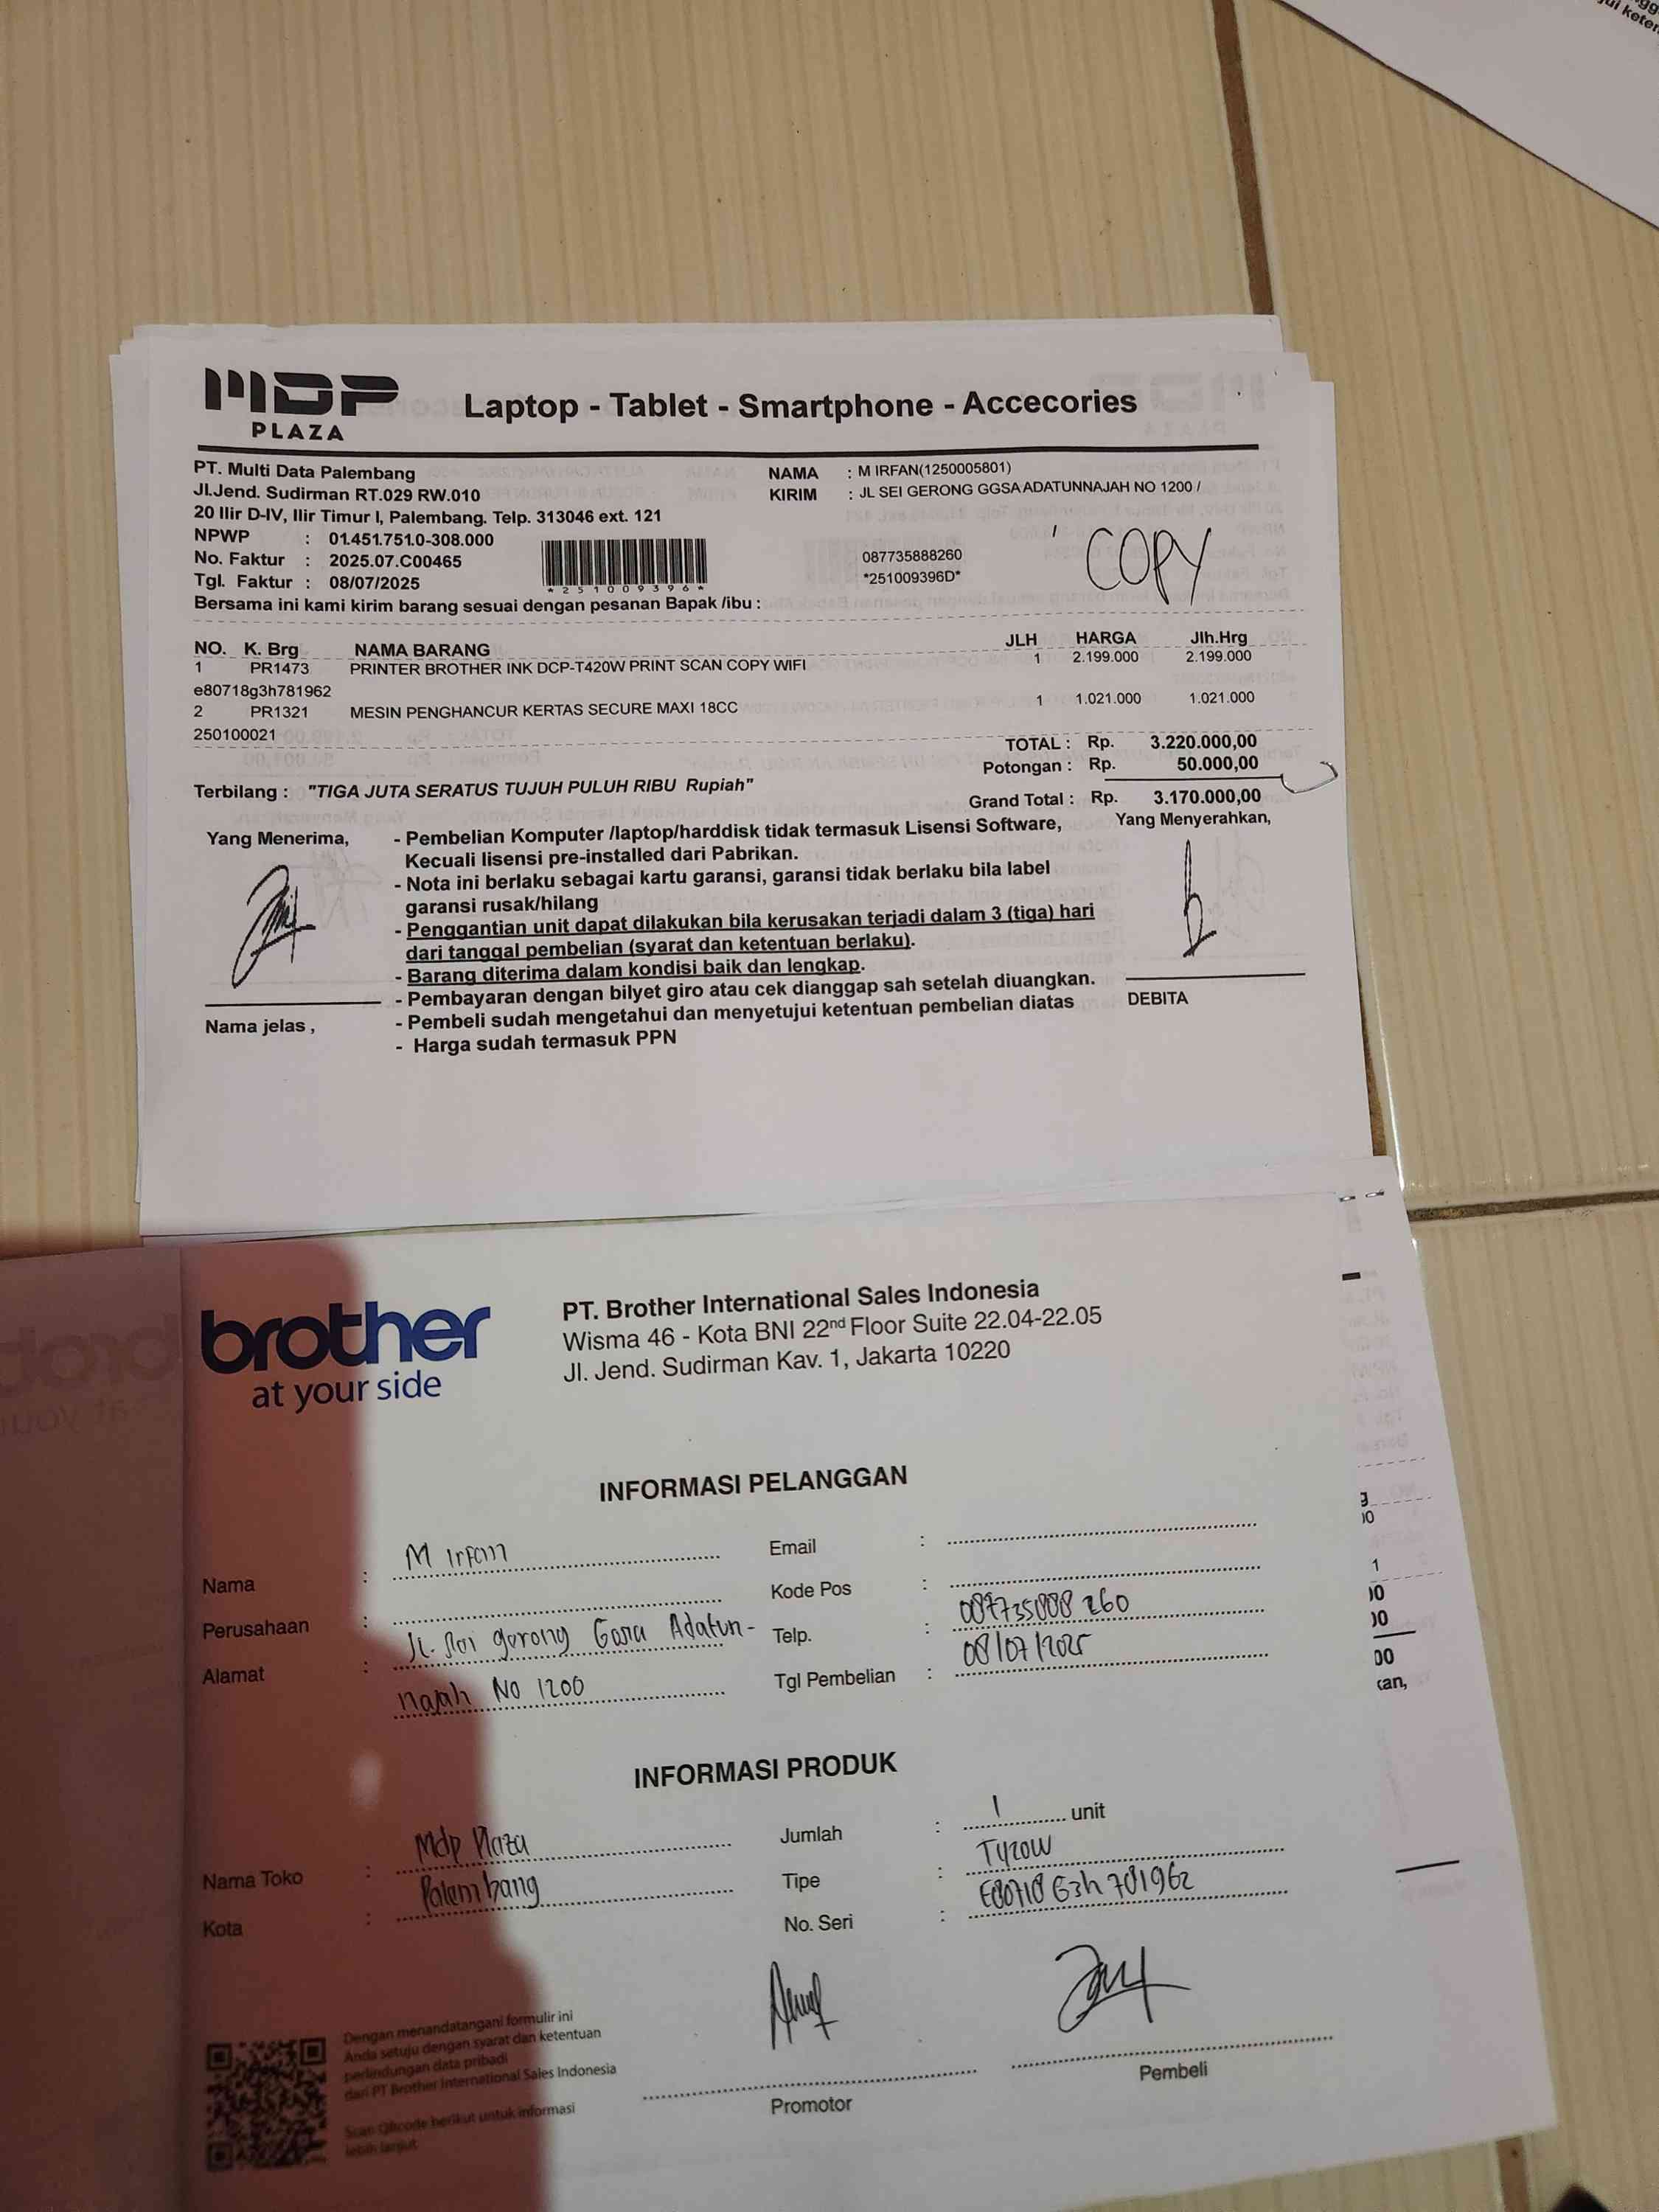 MDP
PLAZA
Laptop - Tablet - Smartphone - Accecories
PT. Multi Data Palembang
Jl.Jend. Sudirman RT.029 RW.010
20 Ilir D-IV, Ilir Timur I, Palembang. Telp. 313046 ext. 121
NPWP : 01.451.751.0-308.000
No. Faktur : 2025.07.C00465
Tgl. Faktur : 08/07/2025
*251009396*
NAMA : M IRFAN(1250005801)
KIRIM : JL SEI GERONG GGSA ADATUNNAJAH NO 1200 /
087735888260
*251009396D*
COPY
Bersama ini kami kirim barang sesuai dengan pesanan Bapak /ibu :
NO. K. Brg NAMA BARANG JLH HARGA Jlh.Hrg
1 PR1473 PRINTER BROTHER INK DCP-T420W PRINT SCAN COPY WIFI 1 2.199.000 2.199.000
e80718g3h781962
2 PR1321 MESIN PENGHANCUR KERTAS SECURE MAXI 18CC 1 1.021.000 1.021.000
250100021
TOTAL : Rp. 3.220.000,00
Potongan : Rp. 50.000,00
Terbilang : "TIGA JUTA SERATUS TUJUH PULUH RIBU Rupiah"
Grand Total : Rp. 3.170.000,00
Yang Menerima,
Yang Menyerahkan,
- Pembelian Komputer /laptop/harddisk tidak termasuk Lisensi Software,
Kecuali lisensi pre-installed dari Pabrikan.
- Nota ini berlaku sebagai kartu garansi, garansi tidak berlaku bila label
garansi rusak/hilang
- Penggantian unit dapat dilakukan bila kerusakan terjadi dalam 3 (tiga) hari
dari tanggal pembelian (syarat dan ketentuan berlaku).
- Barang diterima dalam kondisi baik dan lengkap.
- Pembayaran dengan bilyet giro atau cek dianggap sah setelah diuangkan.
- Pembeli sudah mengetahui dan menyetujui ketentuan pembelian diatas
- Harga sudah termasuk PPN
Nama jelas ,
DEBITA
brother
at your side
PT. Brother International Sales Indonesia
Wisma 46 - Kota BNI 22nd Floor Suite 22.04-22.05
Jl. Jend. Sudirman Kav. 1, Jakarta 10220
INFORMASI PELANGGAN
Nama : M Irfan
Perusahaan :
Alamat : Jl. Sei gerong Gasa Adatun-
najah No 1200
Email :
Kode Pos :
Telp. : 087735888260
Tgl Pembelian : 08/07/2025
INFORMASI PRODUK
Nama Toko : Mdp Plaza
Kota : Palembang
Jumlah : 1 unit
Tipe : T420W
No. Seri : E80718G3h781962
Dengan menandatangani formulir ini
Anda setuju dengan syarat dan ketentuan
perlindungan data pribadi
dari PT Brother International Sales Indonesia
Scan QRcode berikut untuk informasi
lebih lanjut
Promotor
Pembeli